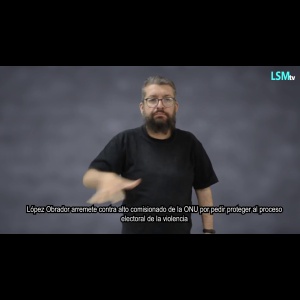 LSMtv
López Obrador arremete contra alto comisionado de la ONU por pedir proteger al proceso
electoral de la violencia